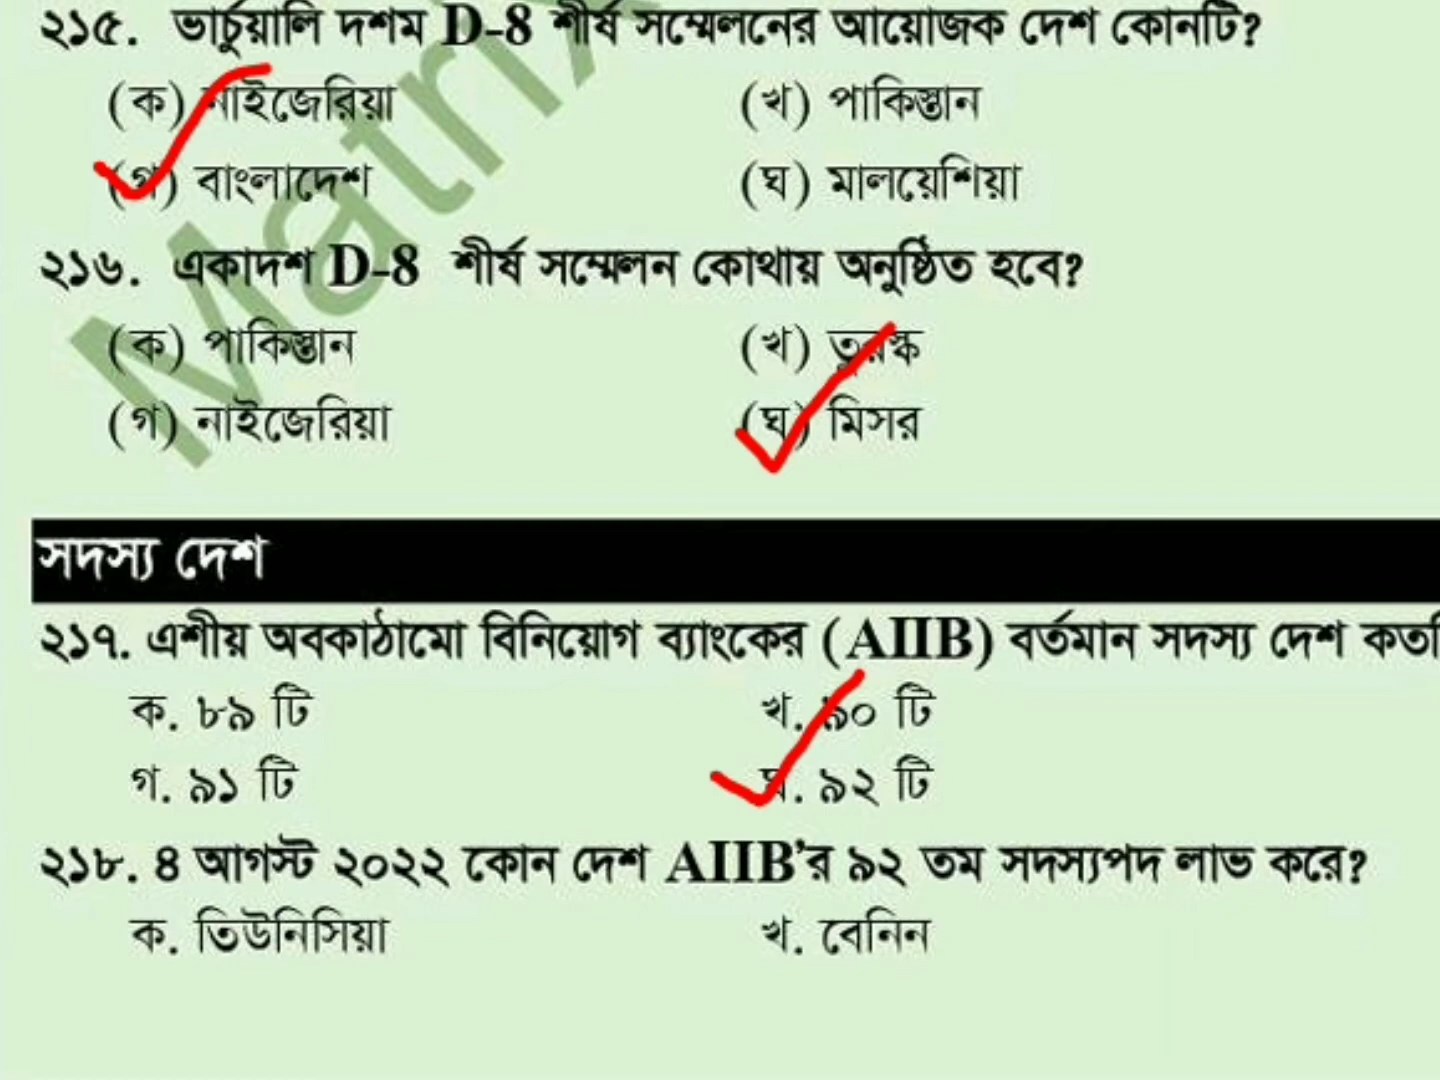 ২১৫. ভার্চুয়ালি দশম D-8 শীর্ষ সম্মেলনের আয়োজক দেশ কোনটি?
(ক) নাইজেরিয়া (খ) পাকিস্তান
(গ) বাংলাদেশ (ঘ) মালয়েশিয়া
২১৬. একাদশ D-8 শীর্ষ সম্মেলন কোথায় অনুষ্ঠিত হবে?
(ক) পাকিস্তান (খ) তুরস্ক
(গ) নাইজেরিয়া (ঘ) মিসর
সদস্য দেশ
২১৭. এশীয় অবকাঠামো বিনিয়োগ ব্যাংকের (AIIB) বর্তমান সদস্য দেশ
ক. ৮৯ টি খ. ৯০ টি
গ. ৯১ টি ঘ. ৯২ টি
২১৮. ৪ আগস্ট ২০২২ কোন দেশ AIIB’র ৯২ তম সদস্যপদ লাভ করে?
ক. তিউনিসিয়া খ. বেনিন
Matrix